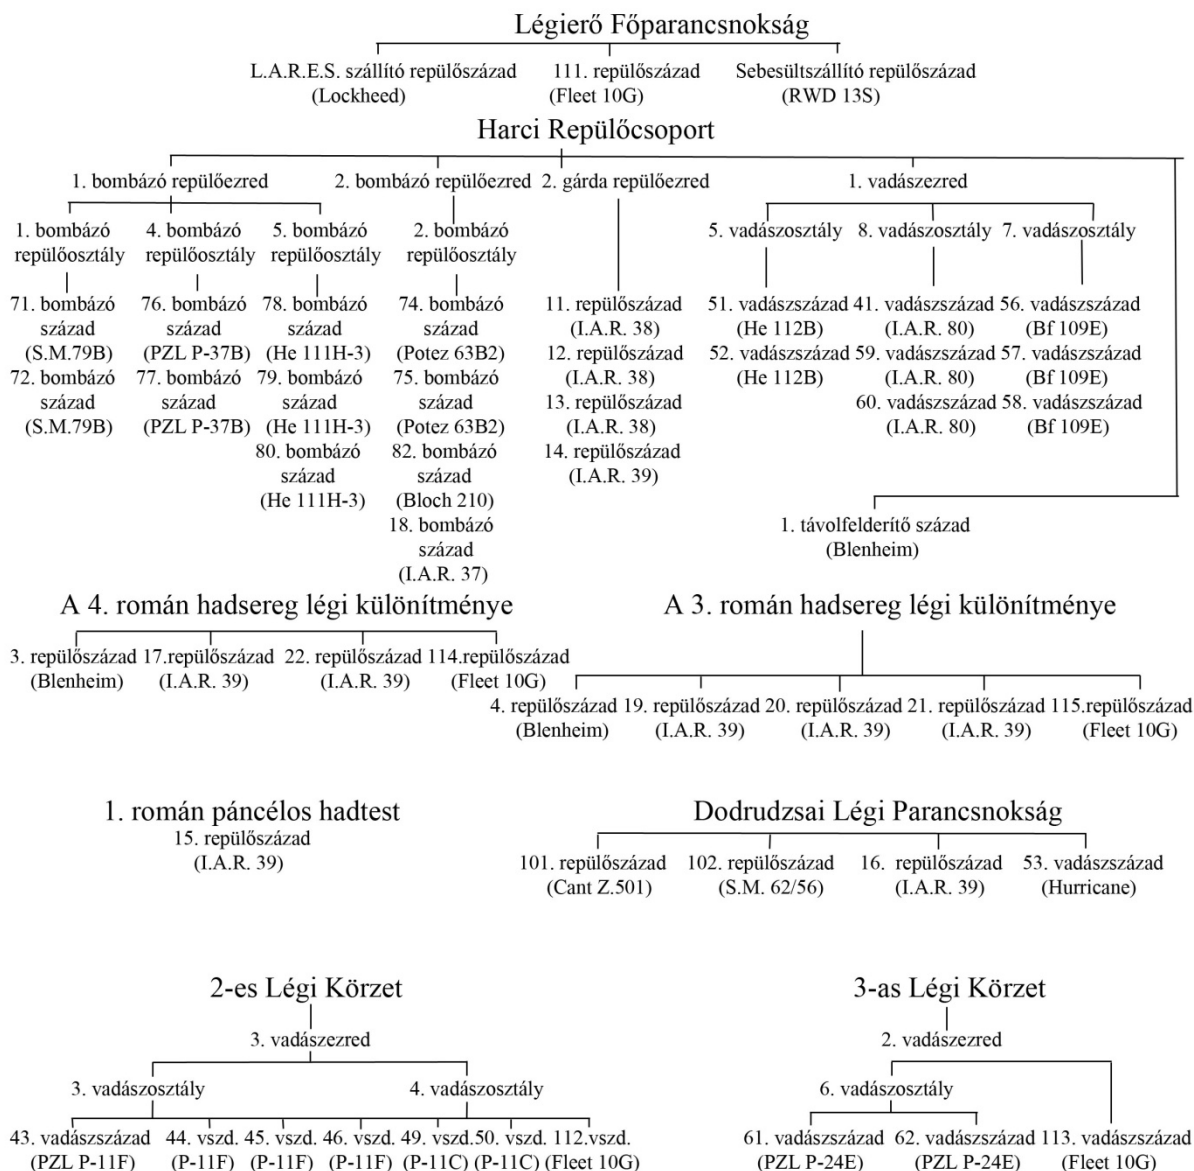 Légierő Főparancsnokság
L.A.R.E.S. szállító repülőszázad 111. repülőszázad Sebesültszállító repülőszázad
(Lockheed) (Fleet 10G) (RWD 13S)
Harci Repülőcsoport
1. bombázó repülőezred 2. bombázó repülőezred 2. gárda repülőezred 1. vadászezred
1. bombázó 4. bombázó 5. bombázó 2. bombázó 5. vadászosztály 8. vadászosztály 7. vadászosztály
repülőosztály repülőosztály repülőosztály repülőosztály
71. bombázó 76. bombázó 78. bombázó 74. bombázó 11. repülőszázad 51. vadászszázad 41. vadászszázad 56. vadászszázad
század század század század (I.A.R. 38) (He 112B) (I.A.R. 80) (Bf 109E)
(S.M.79B) (PZL P-37B) (He 111H-3) (Potez 63B2) 12. repülőszázad 52. vadászszázad 59. vadászszázad 57. vadászszázad
72. bombázó 77. bombázó 79. bombázó 75. bombázó (I.A.R. 38) (He 112B) (I.A.R. 80) (Bf 109E)
század század század század 13. repülőszázad 60. vadászszázad 58. vadászszázad
(S.M.79B) (PZL P-37B) (He 111H-3) (Potez 63B2) (I.A.R. 38) (I.A.R. 80) (Bf 109E)
80. bombázó 82. bombázó 14. repülőszázad
század század (I.A.R. 39)
(He 111H-3) (Bloch 210)
18. bombázó 1. távolfelderítő század
század (Blenheim)
(I.A.R. 37)
A 4. román hadsereg légi különítménye A 3. román hadsereg légi különítménye
3. repülőszázad 17.repülőszázad 22. repülőszázad 114.repülőszázad
(Blenheim) (I.A.R. 39) (I.A.R. 39) (Fleet 10G)
4. repülőszázad 19. repülőszázad 20. repülőszázad 21. repülőszázad 115.repülőszázad
(Blenheim) (I.A.R. 39) (I.A.R. 39) (I.A.R. 39) (Fleet 10G)
1. román páncélos hadtest Dodrudzsai Légi Parancsnokság
15. repülőszázad
(I.A.R. 39)
101. repülőszázad 102. repülőszázad 16. repülőszázad 53. vadászszázad
(Cant Z.501) (S.M. 62/56) (I.A.R. 39) (Hurricane)
2-es Légi Körzet 3-as Légi Körzet
3. vadászezred 2. vadászezred
3. vadászosztály 4. vadászosztály 6. vadászosztály
43. vadászszázad 44. vszd. 45. vszd. 46. vszd. 49. vszd.50. vszd. 112.vszd. 61. vadászszázad 62. vadászszázad 113. vadászszázad
(PZL P-11F) (P-11F) (P-11F) (P-11F) (P-11C) (P-11C) (Fleet 10G) (PZL P-24E) (PZL P-24E) (Fleet 10G)